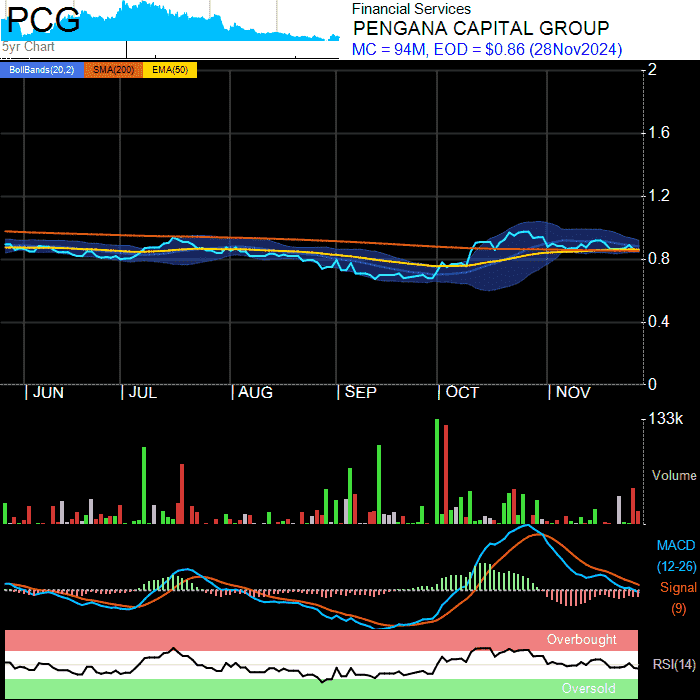 PCG
5yr Chart
Financial Services
PENGANA CAPITAL GROUP
MC = 94M, EOD = $0.86 (28Nov2024)
BollBands(20,2) SMA(200) EMA(50)
2
1.6
1.2
0.8
0.4
0
JUN JUL AUG SEP OCT NOV
133k
Volume
MACD
(12-26)
Signal
(9)
Overbought
RSI(14)
Oversold